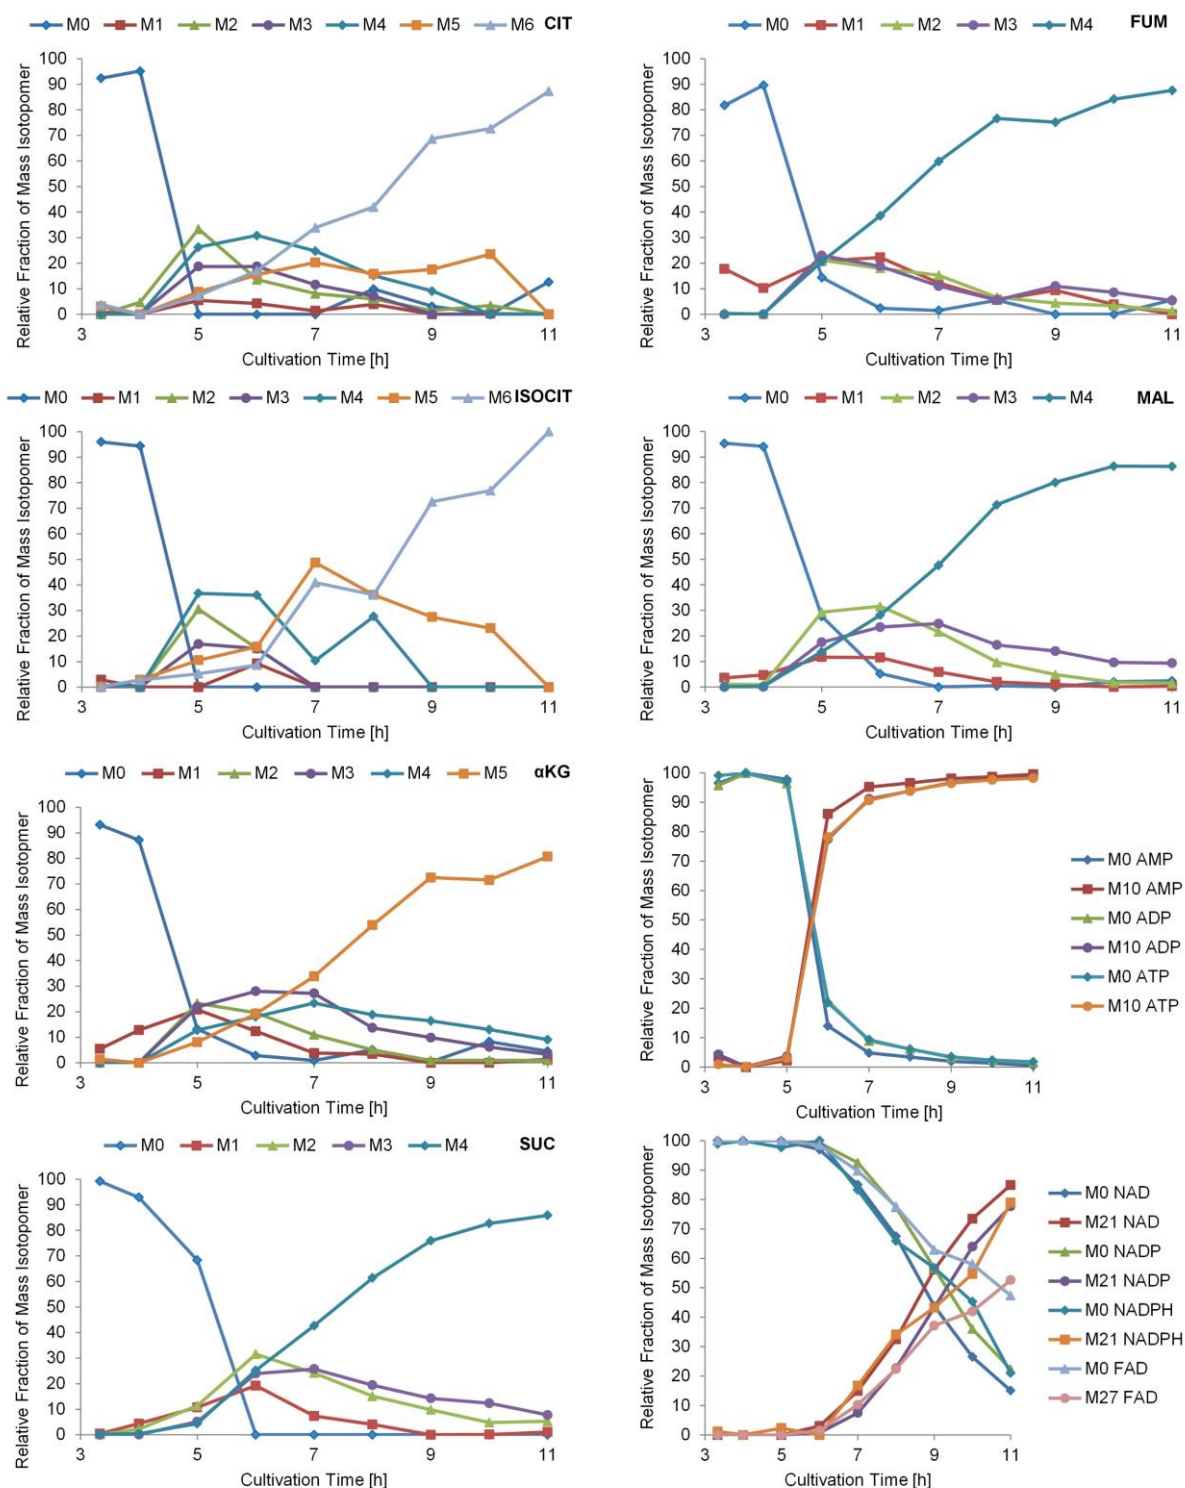 M0 M1 M2 M3 M4 M5 M6 CIT
Relative Fraction of Mass Isotopomer
100
90
80
70
60
50
40
30
20
10
0
3 5 7 9 11
Cultivation Time [h]
M0 M1 M2 M3 M4 FUM
Relative Fraction of Mass Isotopomer
100
90
80
70
60
50
40
30
20
10
0
3 5 7 9 11
Cultivation Time [h]
M0 M1 M2 M3 M4 M5 M6 ISOCIT
Relative Fraction of Mass Isotopomer
100
90
80
70
60
50
40
30
20
10
0
3 5 7 9 11
Cultivation Time [h]
M0 M1 M2 M3 M4 MAL
Relative Fraction of Mass Isotopomer
100
90
80
70
60
50
40
30
20
10
0
3 5 7 9 11
Cultivation Time [h]
M0 M1 M2 M3 M4 M5 αKG
Relative Fraction of Mass Isotopmer
100
90
80
70
60
50
40
30
20
10
0
3 5 7 9 11
Cultivation Time [h]
Relative Fraction of Mass Isotopomer
100
90
80
70
60
50
40
30
20
10
0
3 5 7 9 11
Cultivation Time [h]
M0 AMP
M10 AMP
M0 ADP
M10 ADP
M0 ATP
M10 ATP
M0 M1 M2 M3 M4 SUC
Relative Fraction of Mass Isotopomer
100
90
80
70
60
50
40
30
20
10
0
3 5 7 9 11
Cultivation Time [h]
Relative Fraction of Mass Isotopomer
100
90
80
70
60
50
40
30
20
10
0
3 5 7 9 11
Cultivation Time [h]
M0 NAD
M21 NAD
M0 NADP
M21 NADP
M0 NADPH
M21 NADPH
M0 FAD
M27 FAD